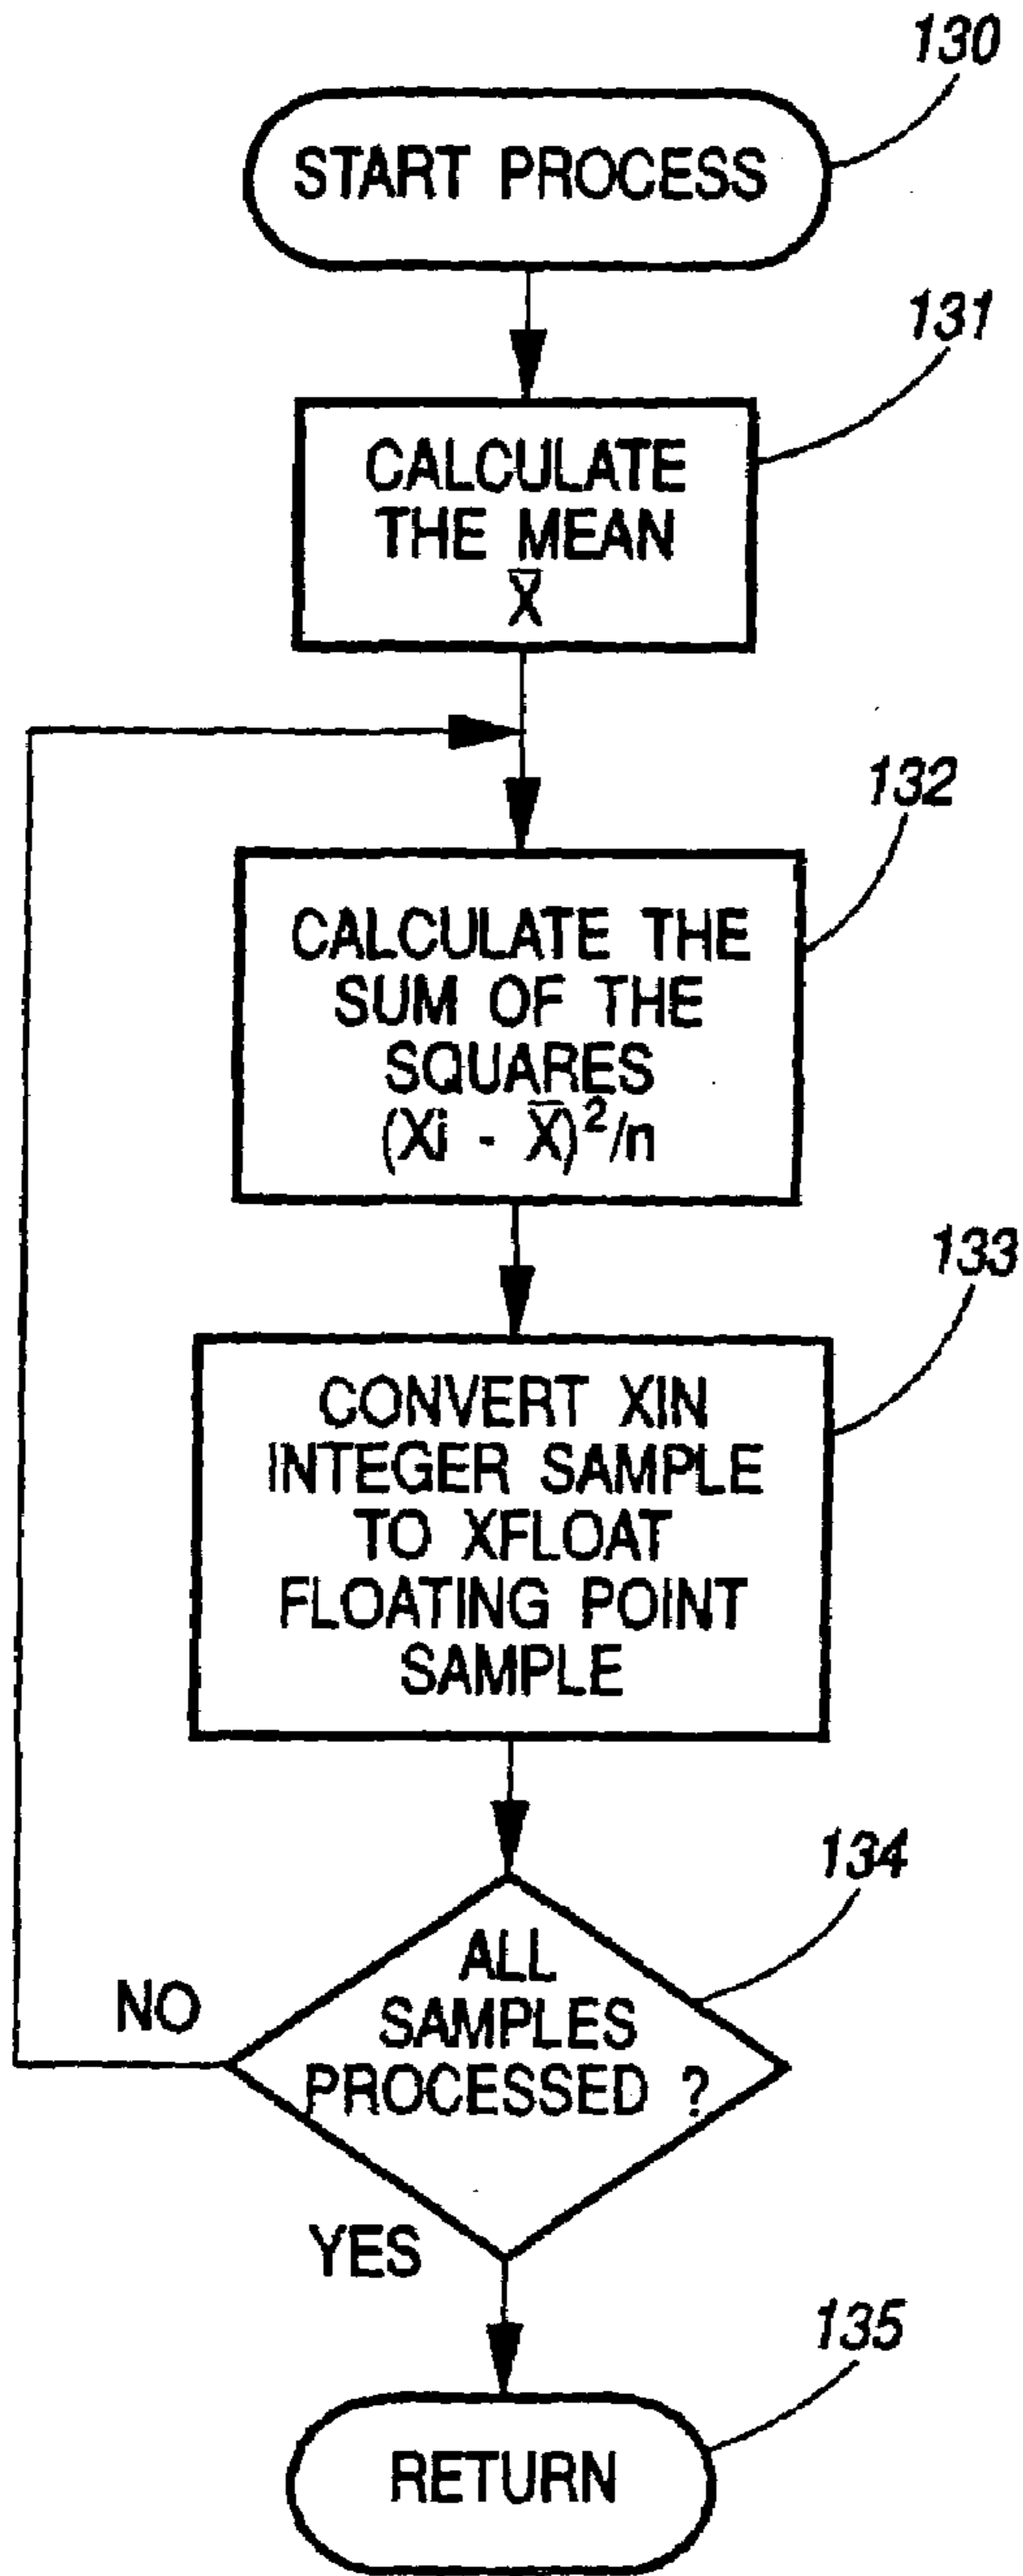 130
START PROCESS
131
CALCULATE
THE MEAN
X̅
132
CALCULATE THE
SUM OF THE
SQUARES
(Xi - X̅)²/n
133
CONVERT XIN
INTEGER SAMPLE
TO XFLOAT
FLOATING POINT
SAMPLE
134
ALL
SAMPLES
PROCESSED ?
NO
YES
135
RETURN